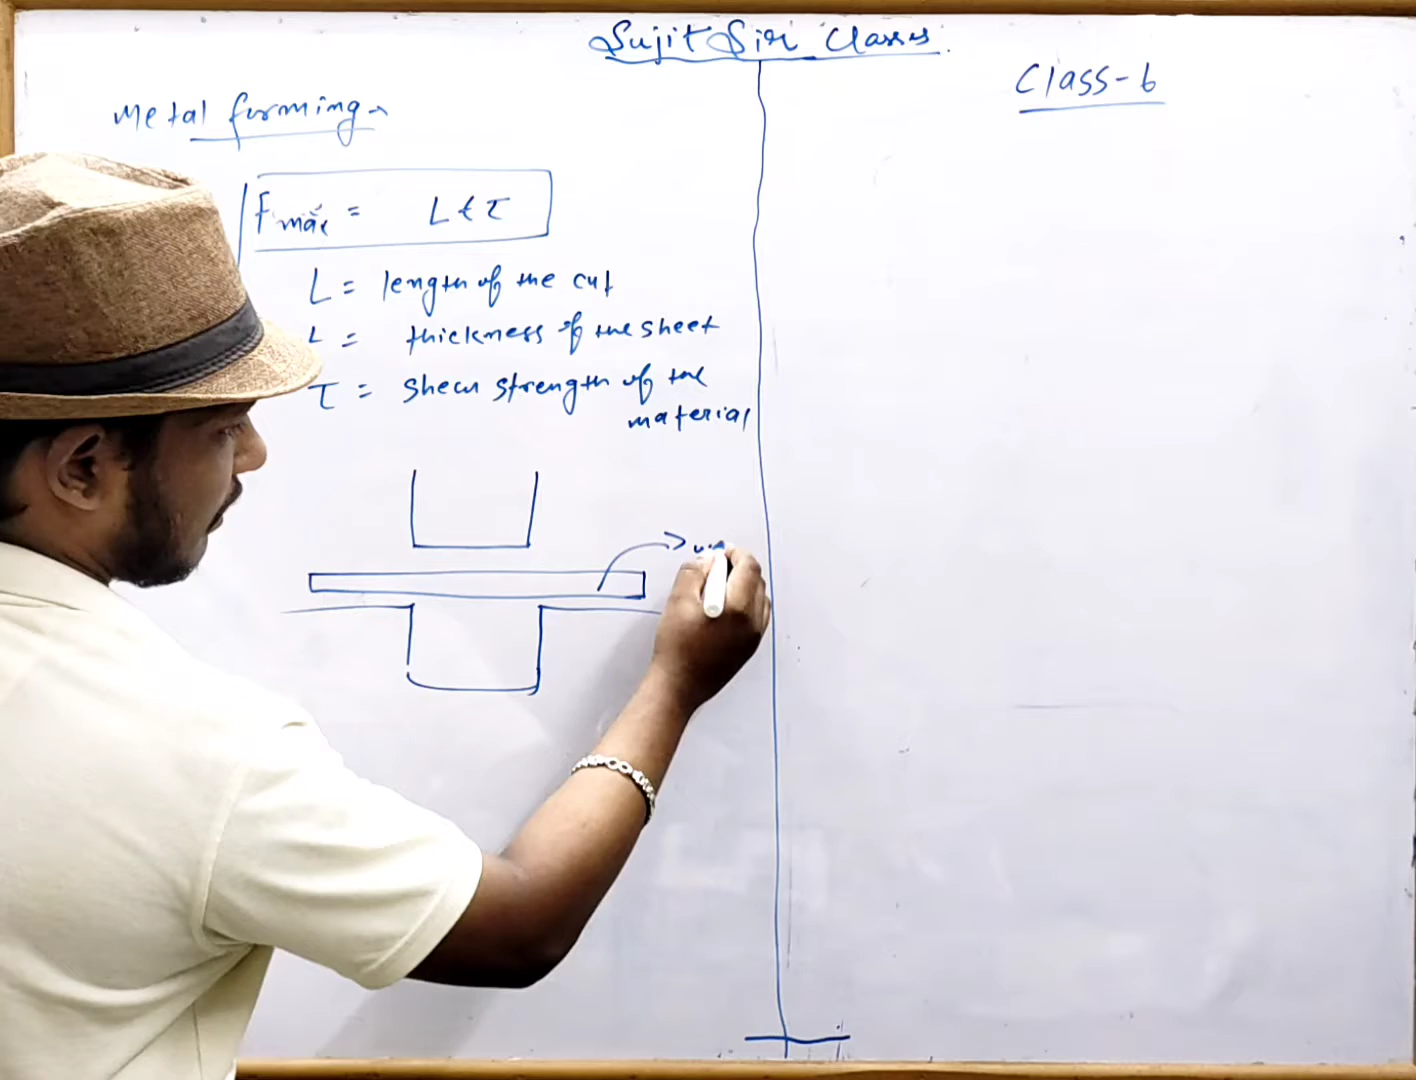 Sujit Sir Classes
Class-6
Metal forming
Fmax = Ltτ
L = length of the cut
t = thickness of the sheet
τ = shear strength of the
material